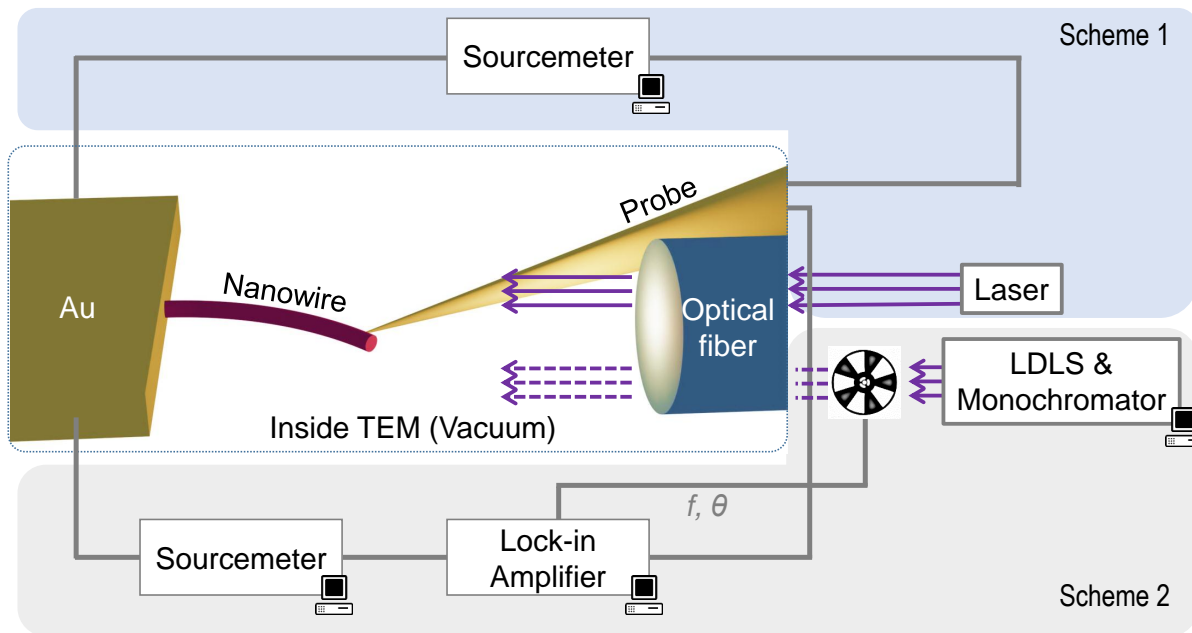 Scheme 1
Sourcemeter
Probe
Nanowire
Au
Optical
fiber
Laser
LDLS &
Monochromator
Inside TEM (Vacuum)
f, θ
Sourcemeter
Lock-in
Amplifier
Scheme 2